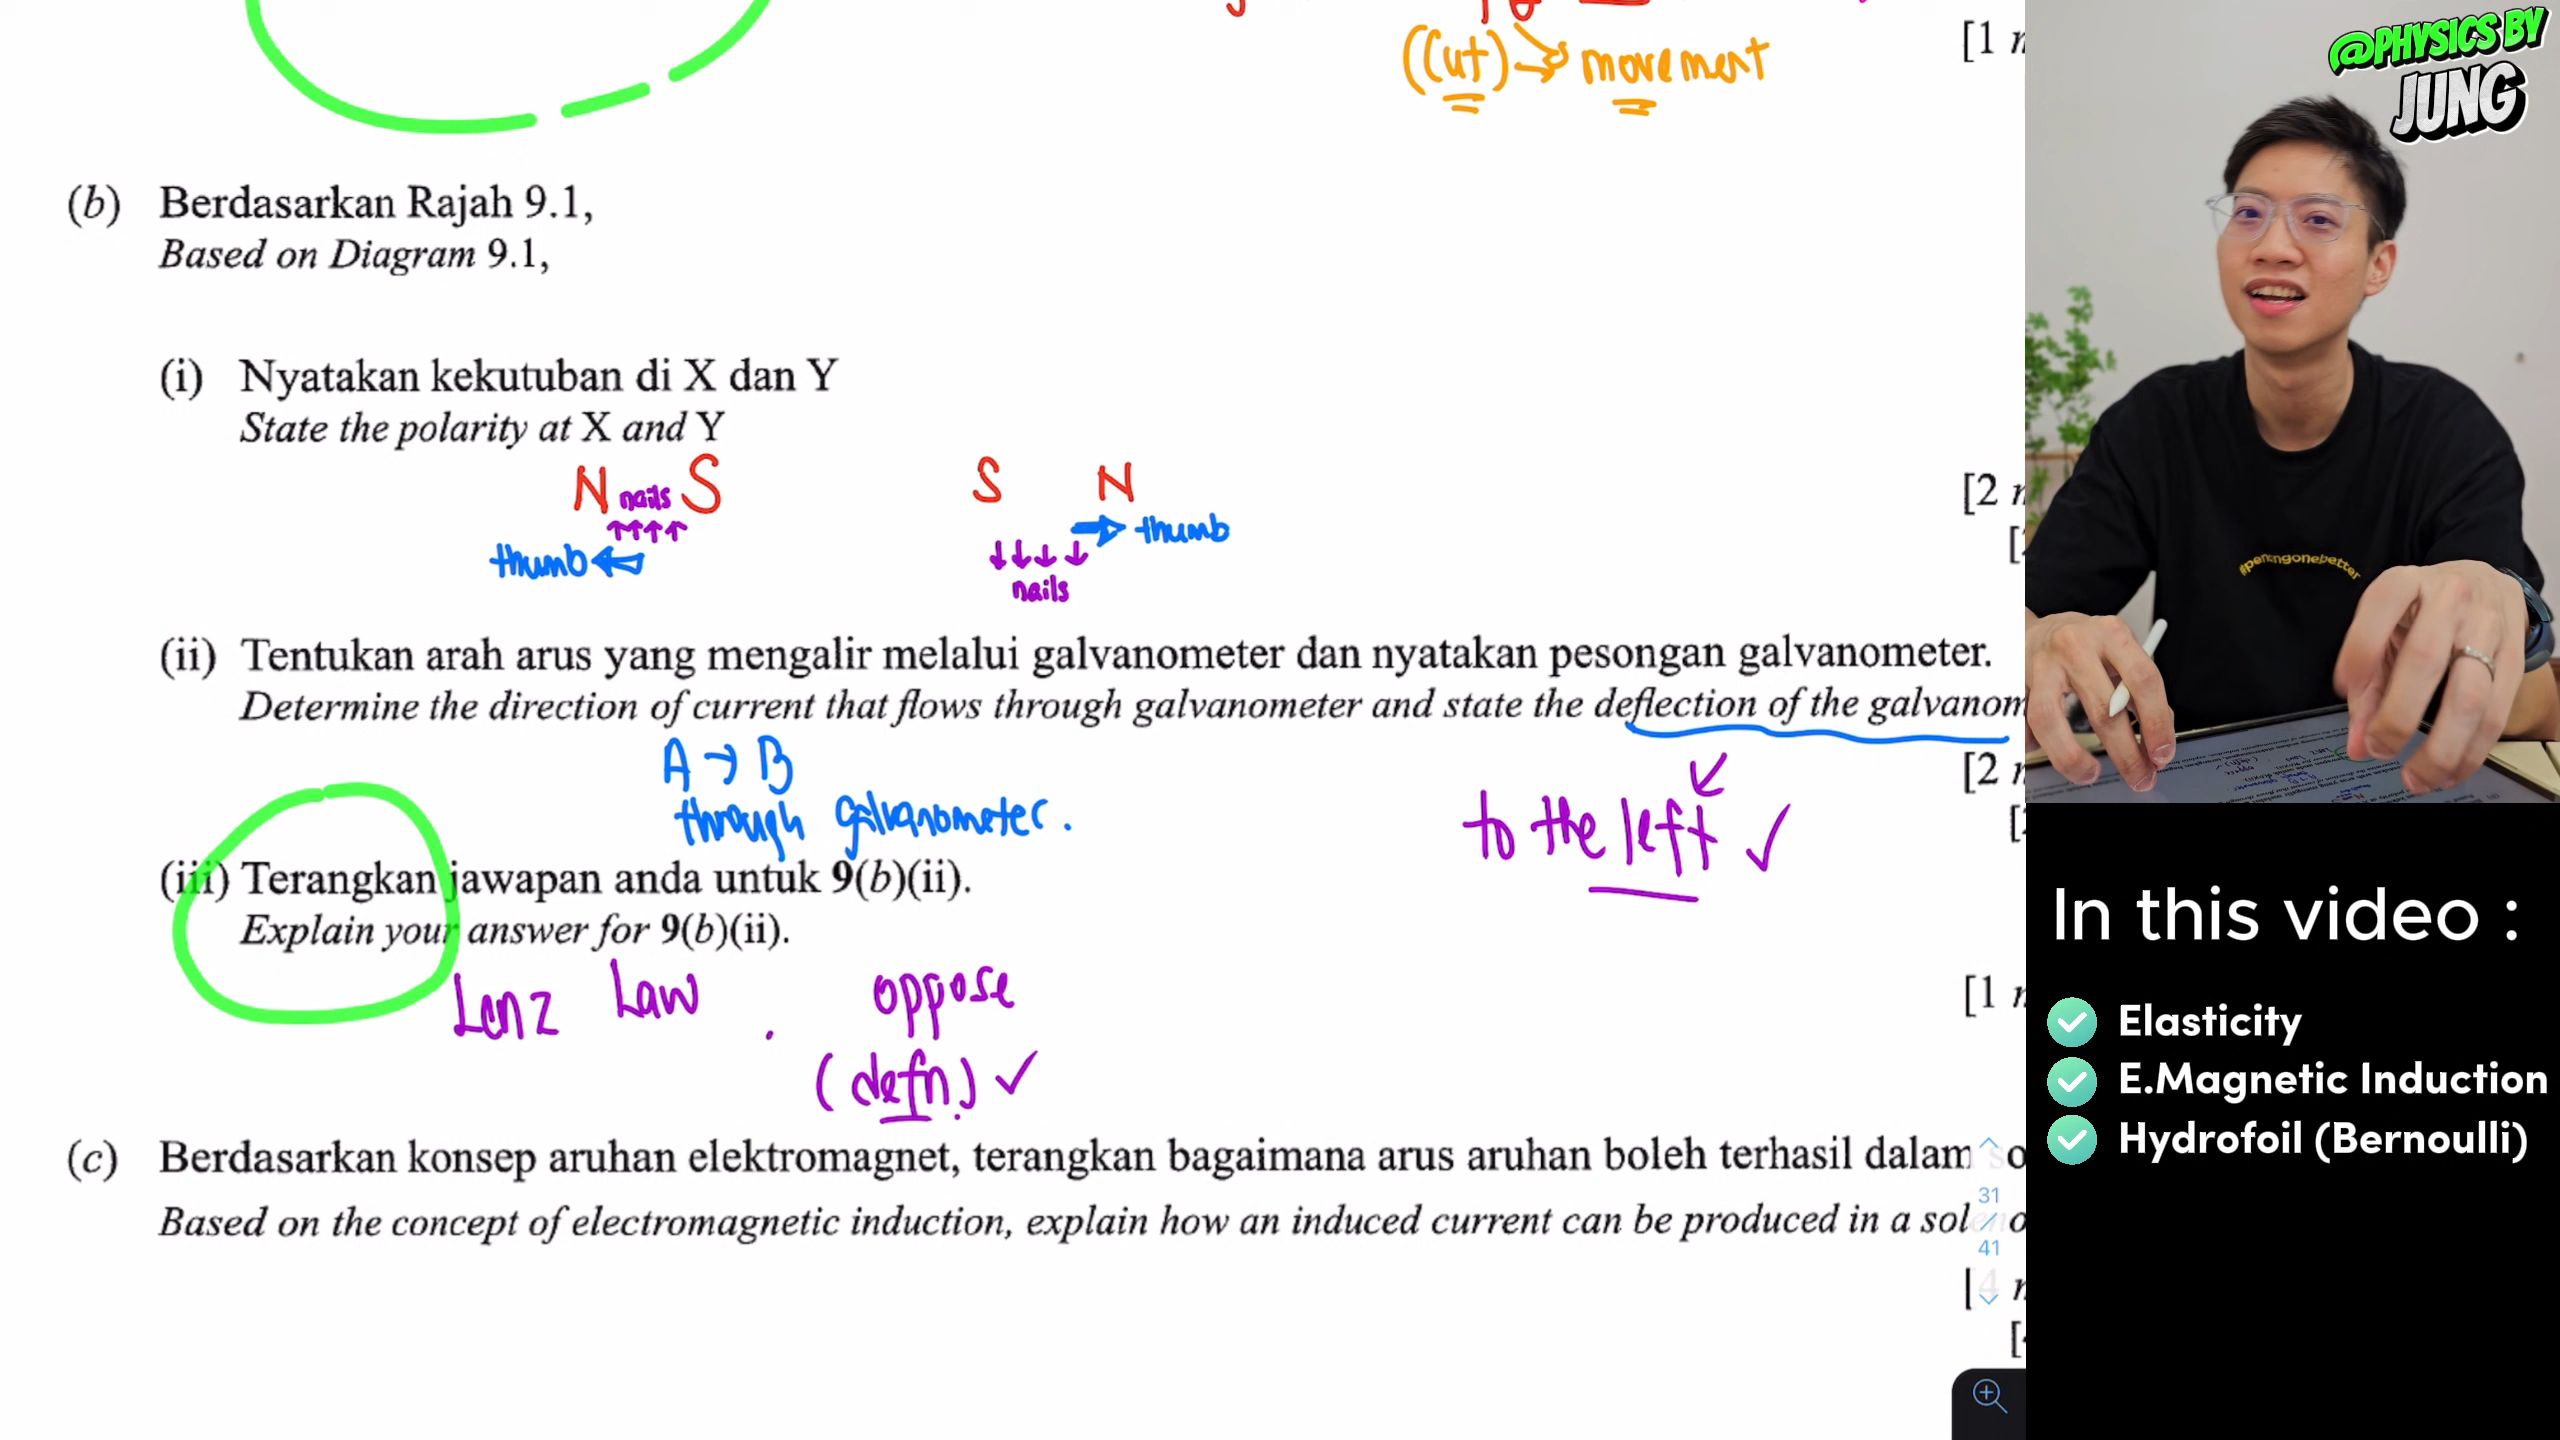 ((ut) movement
[1
(b) Berdasarkan Rajah 9.1,
Based on Diagram 9.1,
(i) Nyatakan kekutuban di X dan Y
State the polarity at X and Y
N nails S S N
[2
thumb thumb
nails
(ii) Tentukan arah arus yang mengalir melalui galvanometer dan nyatakan pesongan galvanometer.
Determine the direction of current that flows through galvanometer and state the deflection of the galvanom
A → B
[2
through galvanometer.
to the left ✓
(iii) Terangkan jawapan anda untuk 9(b)(ii).
Explain your answer for 9(b)(ii).
Lenz Law . oppose
[1
(defn) ✓
(c) Berdasarkan konsep aruhan elektromagnet, terangkan bagaimana arus aruhan boleh terhasil dalam so
Based on the concept of electromagnetic induction, explain how an induced current can be produced in a soleno
31
41
[4
@PHYSICS BY
JUNG
In this video :
Elasticity
E.Magnetic Induction
Hydrofoil (Bernoulli)